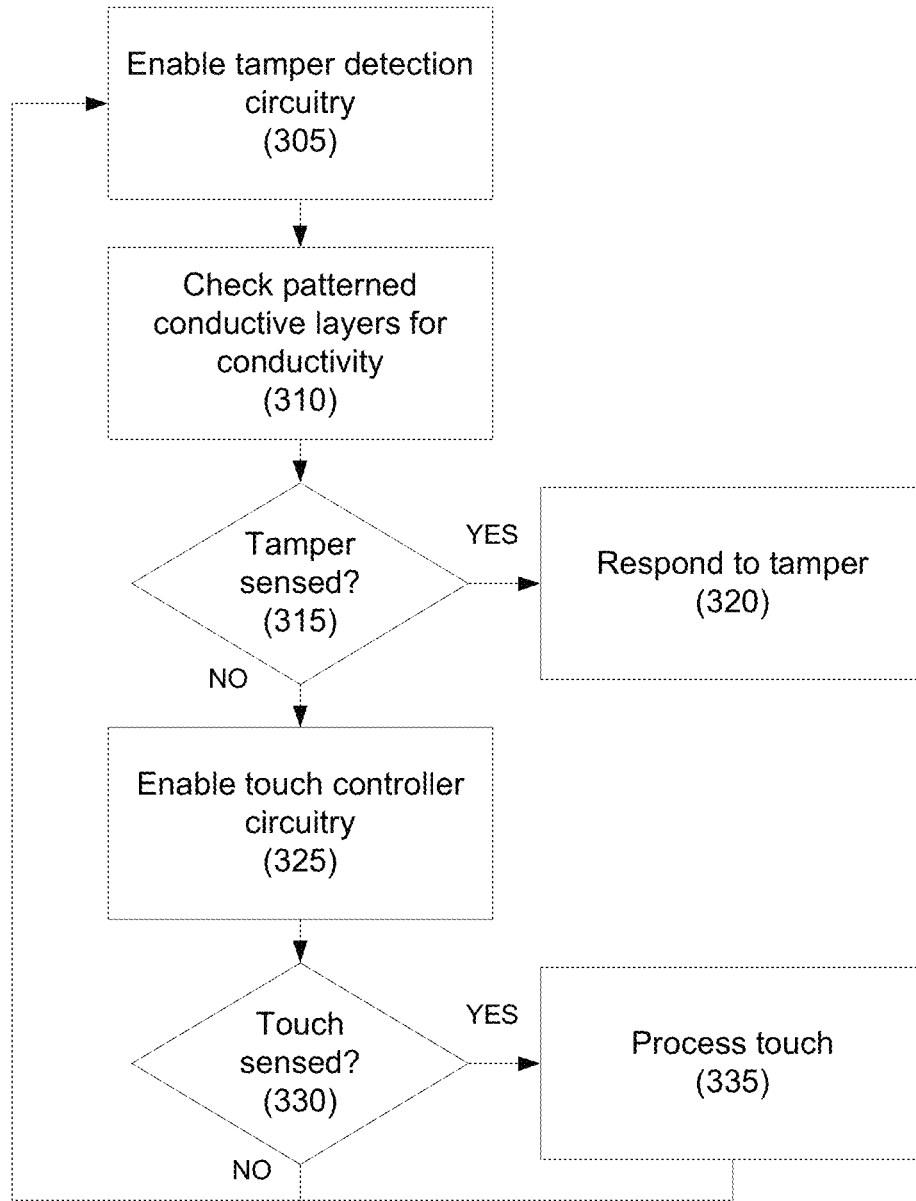 Enable tamper detection
circuitry
(305)
Check patterned
conductive layers for
conductivity
(310)
Tamper
sensed?
(315)
YES
Respond to tamper
(320)
NO
Enable touch controller
circuitry
(325)
Touch
sensed?
(330)
YES
Process touch
(335)
NO